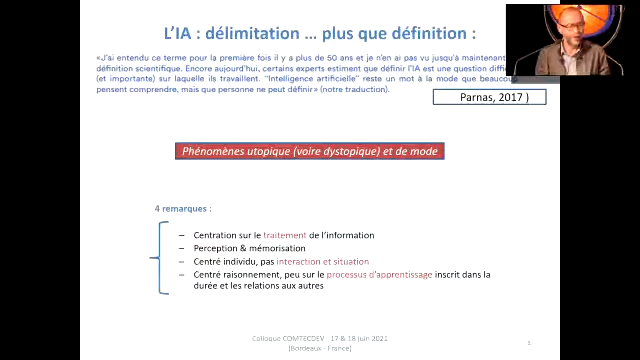 L'IA : délimitation … plus que définition :
«J'ai entendu ce terme pour la première fois il y a plus de 50 ans et je n'en ai pas vu jusqu'à maintenant
définition scientifique. Encore aujourd'hui, certains experts estiment que définir l'IA est une question
(et importante) sur laquelle ils travaillent. "Intelligence artificielle" reste un mot à la mode que
pensent comprendre, mais que personne ne peut définir» (notre traduction).
Parnas, 2017 )
Phénomènes utopique (voire dystopique) et de mode
4 remarques :
– Centration sur le traitement de l'information
– Perception & mémorisation
– Centré individu, pas interaction et situation
– Centré raisonnement, peu sur le processus d'apprentissage inscrit dans la
durée et les relations aux autres
Colloque COMTECDEV 17 & 18 juin 2021
(Bordeaux - France)